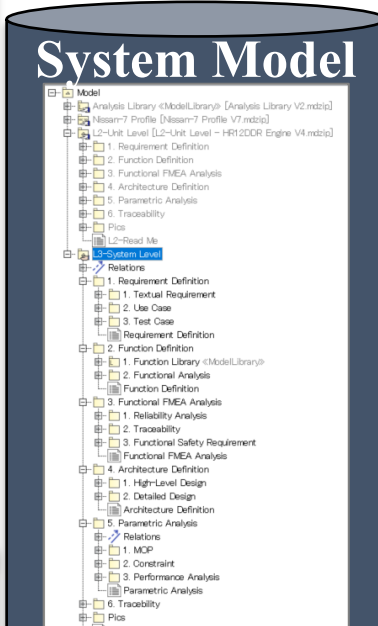 System Model
Model
Analysis Library «ModelLibrary» [Analysis Library V2.mdzip]
Nissan-7 Profile [Nissan-7 Profile V7.mdzip]
L2-Unit Level [L2-Unit Level - HR12DDR Engine V4.mdzip]
1. Requirement Definition
2. Function Definition
3. Functional FMEA Analysis
4. Architecture Definition
5. Parametric Analysis
6. Traceability
Pics
L2-Read Me
L3-System Level
Relations
1. Requirement Definition
1. Textual Requirement
2. Use Case
3. Test Case
Requirement Definition
2. Function Definition
1. Function Library «ModelLibrary»
2. Functional Analysis
Function Definition
3. Functional FMEA Analysis
1. Reliability Analysis
2. Traceability
3. Functional Safety Requirement
Functional FMEA Analysis
4. Architecture Definition
1. High-Level Design
2. Detailed Design
Architecture Definition
5. Parametric Analysis
Relations
1. MOP
2. Constraint
3. Performance Analysis
Parametric Analysis
6. Tracebility
Pics